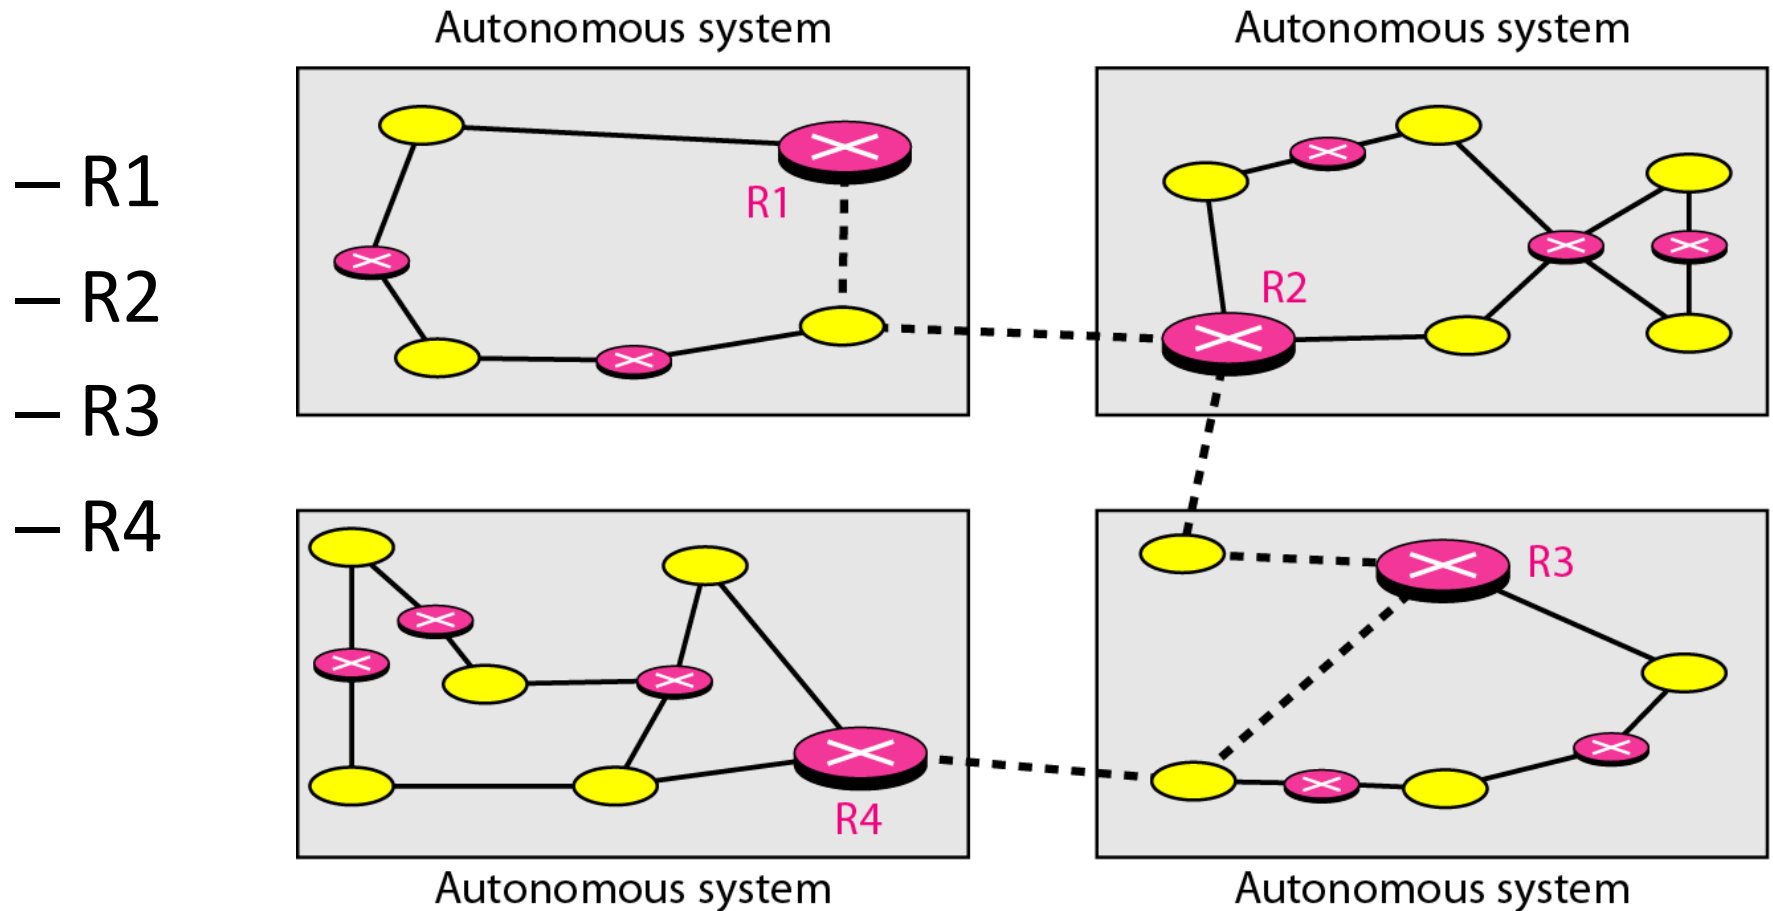 Autonomous system
Autonomous system
– R1
– R2
– R3
– R4
R1
R2
R3
R4
Autonomous system
Autonomous system